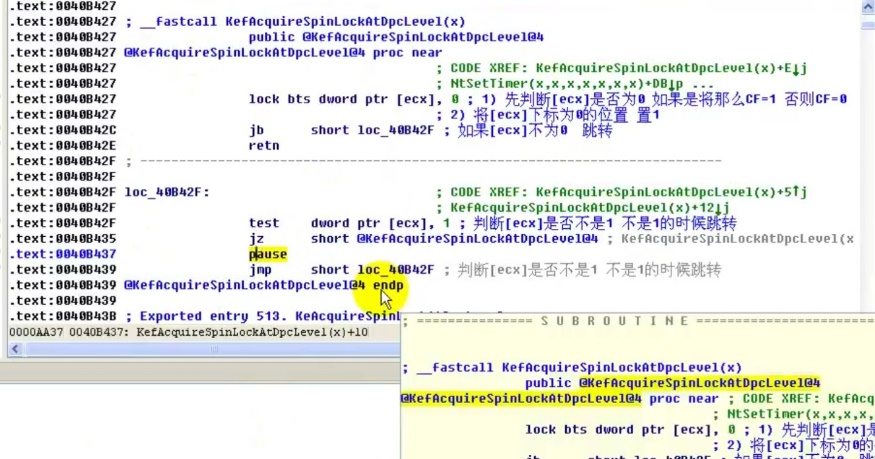 .text:0040B427
.text:0040B427 ; __fastcall KefAcquireSpinLockAtDpcLevel(x)
.text:0040B427 public @KefAcquireSpinLockAtDpcLevel@4
.text:0040B427 @KefAcquireSpinLockAtDpcLevel@4 proc near
.text:0040B427 ; CODE XREF: KefAcquireSpinLockAtDpcLevel(x)+E↓j
.text:0040B427 ; NtSetTimer(x,x,x,x,x,x,x)+DB↓p ...
.text:0040B427 lock bts dword ptr [ecx], 0 ; 1) 先判断[ecx]是否为0 如果是将那么CF=1 否则CF=0
.text:0040B427 ; 2) 将[ecx]下标为0的位置 置1
.text:0040B42C jb short loc_40B42F ; 如果[ecx]不为0 跳转
.text:0040B42E retn
.text:0040B42F ; ---------------------------------------------------------------------------
.text:0040B42F
.text:0040B42F loc_40B42F: ; CODE XREF: KefAcquireSpinLockAtDpcLevel(x)+5↑j
.text:0040B42F ; KefAcquireSpinLockAtDpcLevel(x)+12↓j
.text:0040B42F test dword ptr [ecx], 1 ; 判断[ecx]是否不是1 不是1的时候跳转
.text:0040B435 jz short @KefAcquireSpinLockAtDpcLevel@4 ; KefAcquireSpinLockAtDpcLevel(x
.text:0040B437 pause
.text:0040B439 jmp short loc_40B42F ; 判断[ecx]是否不是1 不是1的时候跳转
.text:0040B439 @KefAcquireSpinLockAtDpcLevel@4 endp
.text:0040B439
.text:0040B43B ; Exported entry 513.
0000AA37 0040B437: KefAcquireSpinLockAtDpcLevel(x)+10
; =============== S U B R O U T I N E =======================
; __fastcall KefAcquireSpinLockAtDpcLevel(x)
public @KefAcquireSpinLockAtDpcLevel@4
@KefAcquireSpinLockAtDpcLevel@4 proc near ; CODE XREF: KefAcq
; NtSetTimer(x,x,x,x,
lock bts dword ptr [ecx], 0 ; 1) 先判断[ecx]是
; 2) 将[ecx]下标为0的